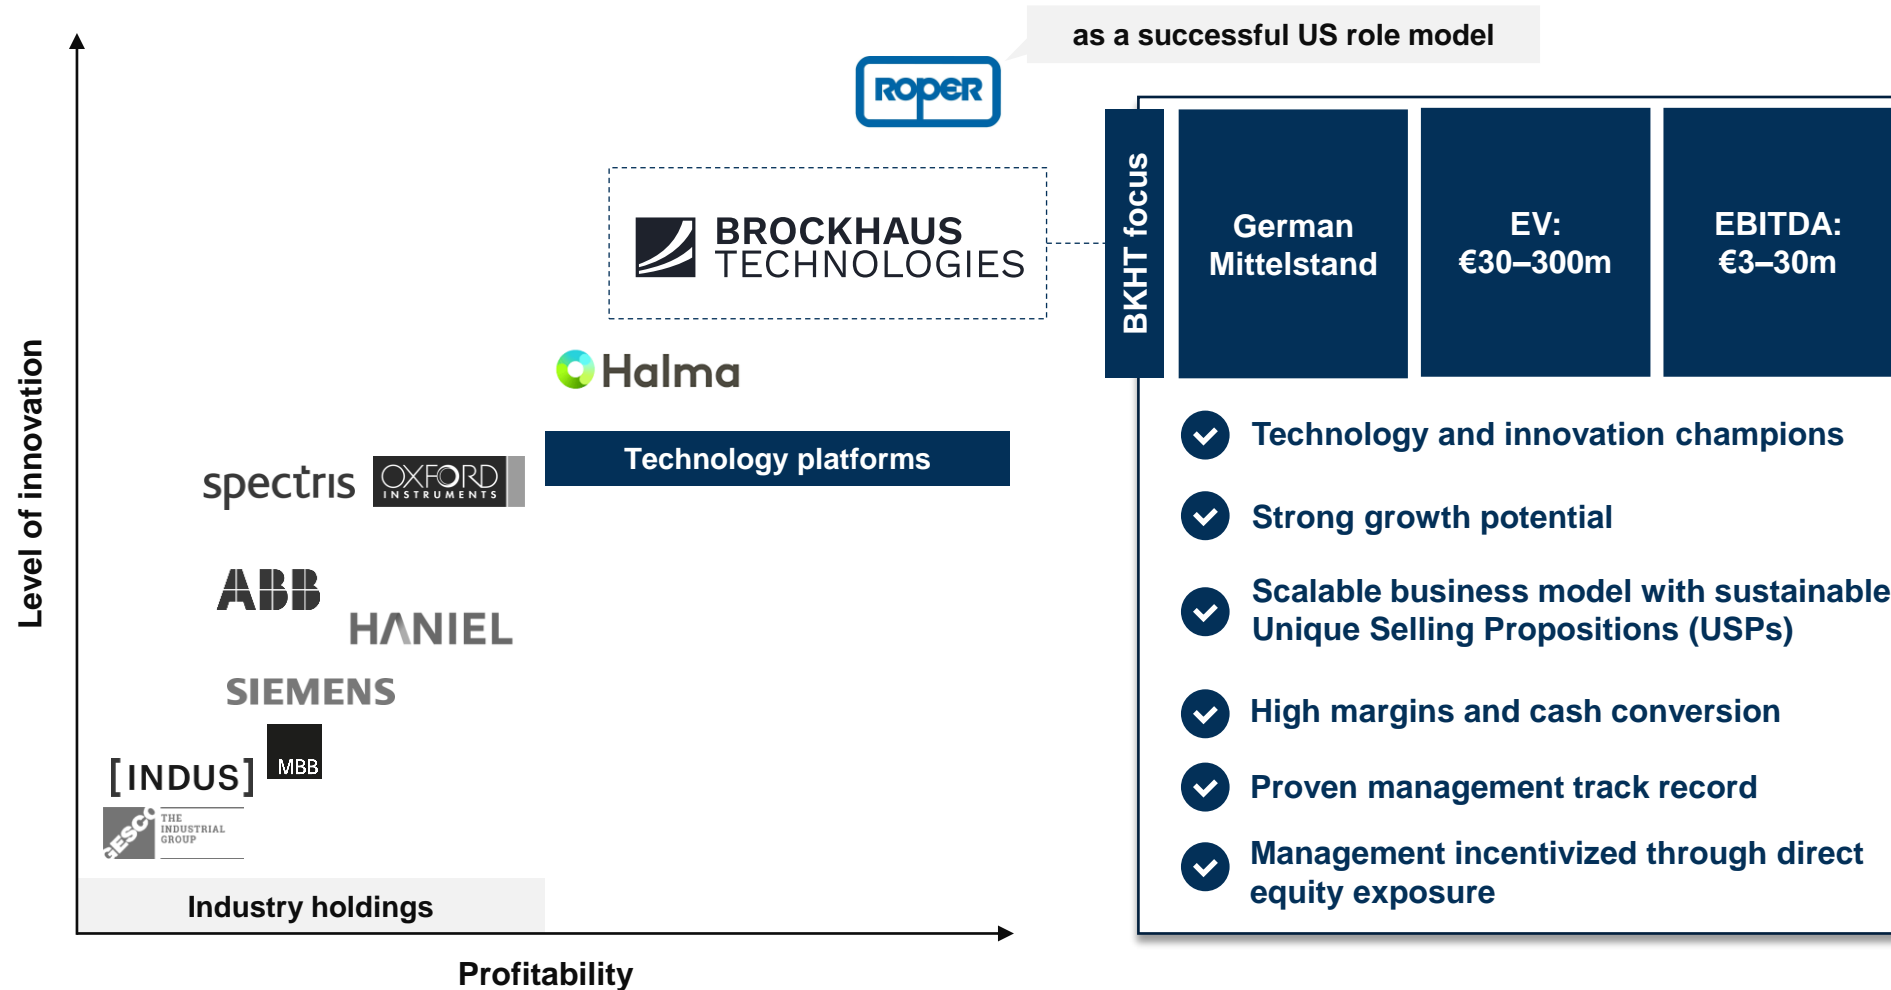 as a successful US role model
ROPER
BROCKHAUS
TECHNOLOGIES
Halma
Technology platforms
spectris
OXFORD
INSTRUMENTS
ABB
HANIEL
SIEMENS
MBB
[INDUS]
GESCO
THE
INDUSTRIAL
GROUP
Industry holdings
Level of innovation
Profitability
BKHT focus
German
Mittelstand
EV:
€30–300m
EBITDA:
€3–30m
Technology and innovation champions
Strong growth potential
Scalable business model with sustainable
Unique Selling Propositions (USPs)
High margins and cash conversion
Proven management track record
Management incentivized through direct
equity exposure